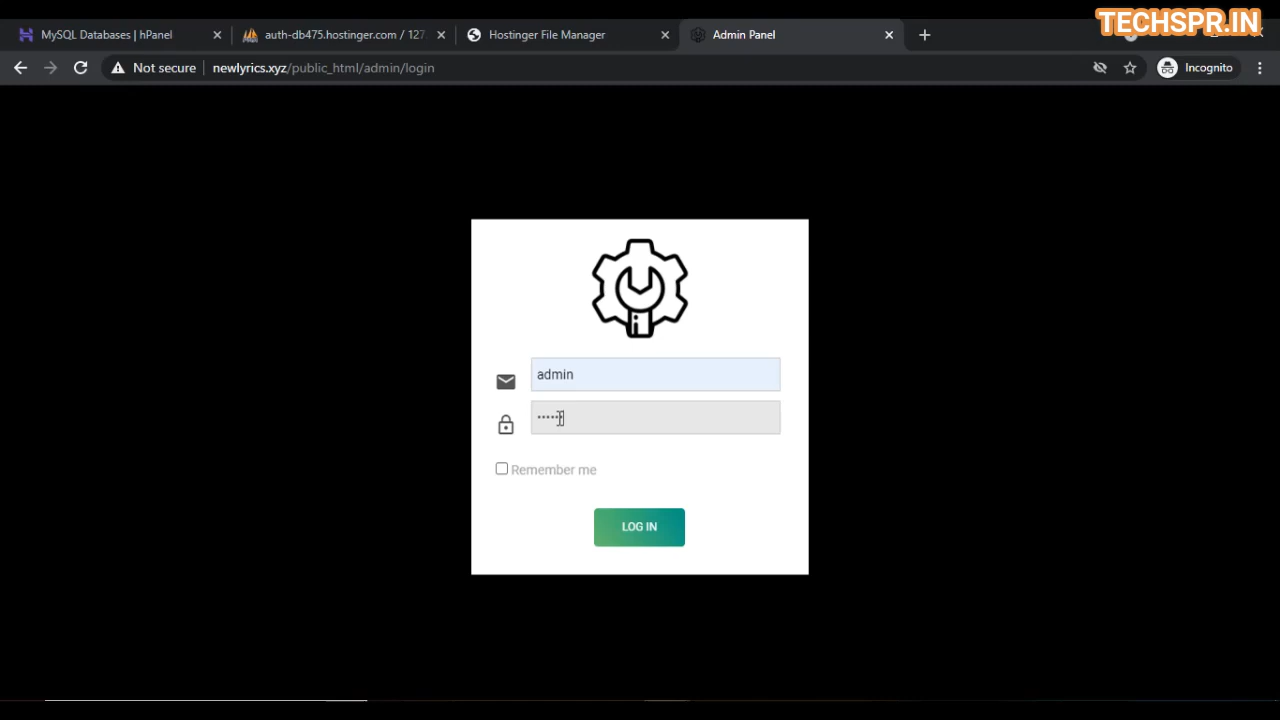 TECHSPR.IN
MySQL Databases | hPanel
auth-db475.hostinger.com / 127.
Hostinger File Manager
Admin Panel
Not secure
newlyrics.xyz/public_html/admin/login
Incognito
admin
Remember me
LOG IN